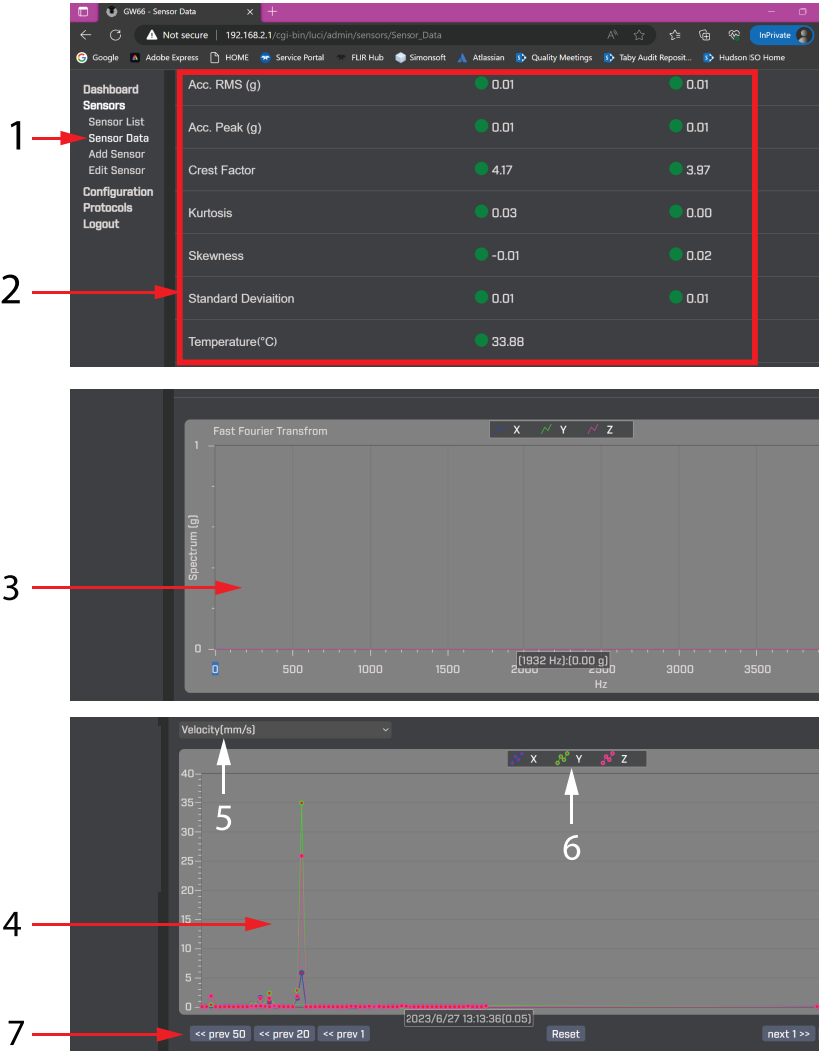 GW66 - Sensor Data
Not secure | 192.168.2.1/cgi-bin/luci/admin/sensors/Sensor_Data
InPrivate
Google Adobe Express HOME Service Portal FLIR Hub Simonsoft Atlassian Quality Meetings Taby Audit Reposit... Hudson ISO Home
Dashboard
Sensors
Sensor List
Sensor Data
Add Sensor
Edit Sensor
Configuration
Protocols
Logout
1
2
Acc. RMS (g) 0.01 0.01
Acc. Peak (g) 0.01 0.01
Crest Factor 4.17 3.97
Kurtosis 0.03 0.00
Skewness -0.01 0.02
Standard Deviaition 0.01 0.01
Temperature(°C) 33.88
Fast Fourier Transfrom
X Y Z
1
Spectrum (g)
3
0
[1932 Hz]:[0.00 g]
0 500 1000 1500 2000 2500 3000 3500
Hz
Velocity(mm/s)
X Y Z
5
6
40
35
30
25
20
15
10
5
0
4
2023/6/27 13:13:36[0.05]
7
<< prev 50 << prev 20 << prev 1 Reset next 1 >>